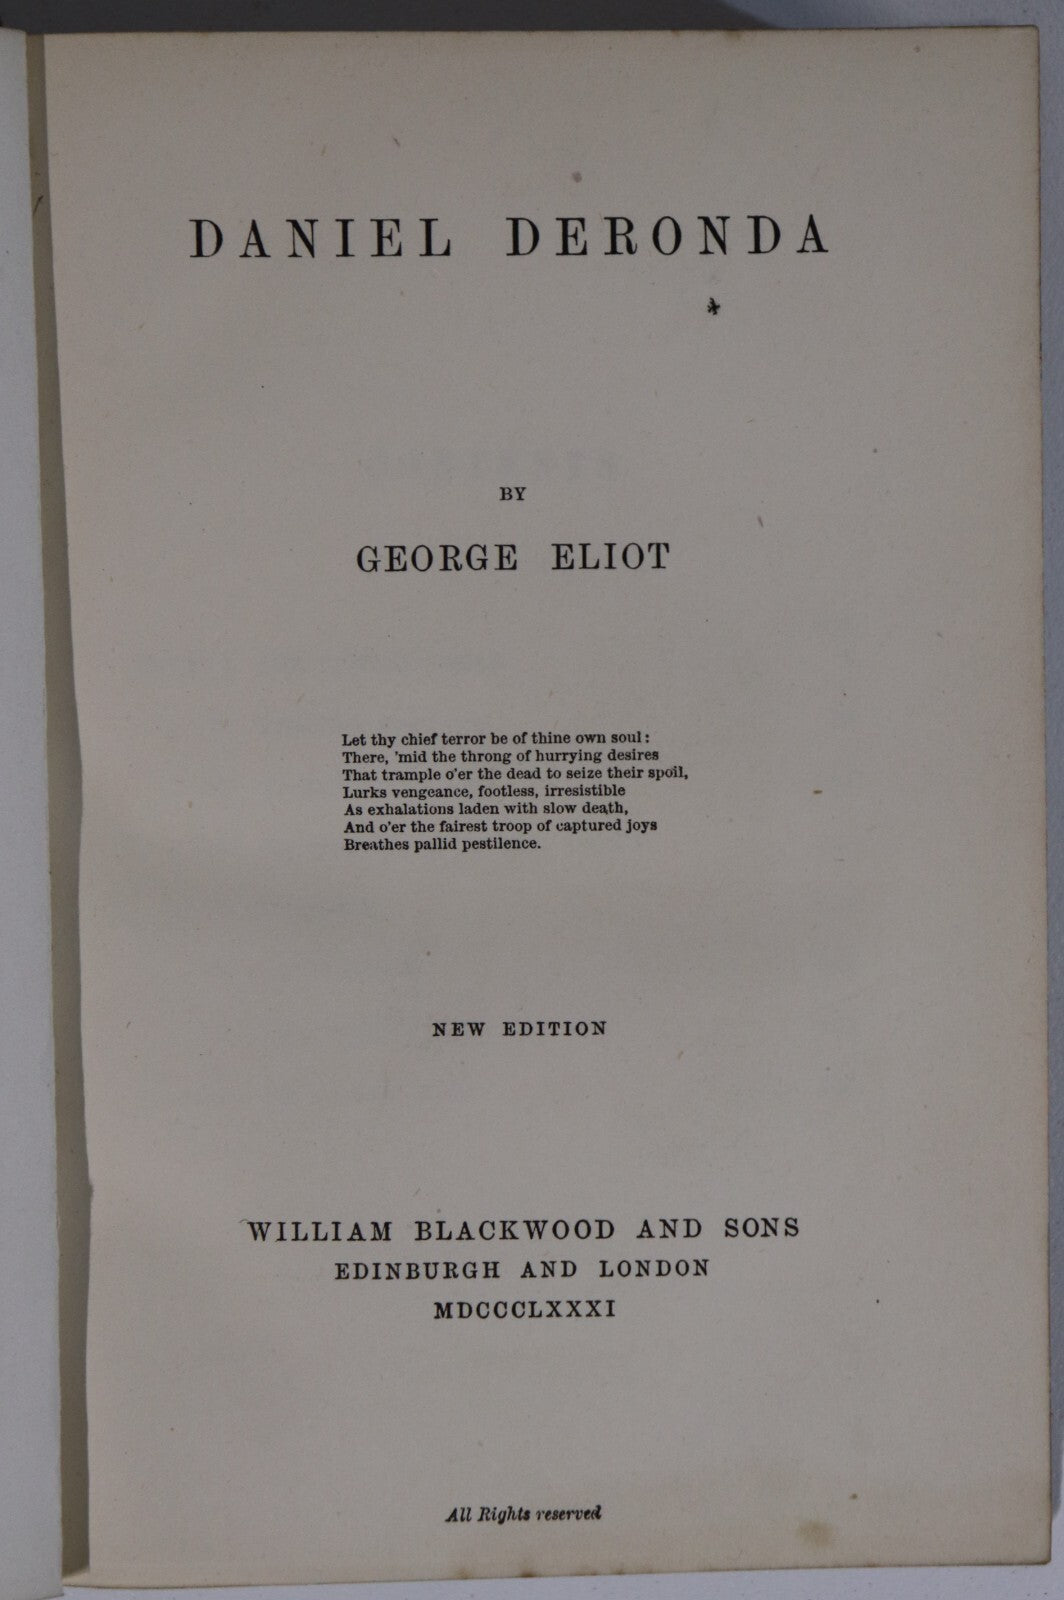 DANIEL DERONDA
BY
GEORGE ELIOT
Let thy chief terror be of thine own soul:
There, 'mid the throng of hurrying desires
That trample o'er the dead to seize their spoil,
Lurks vengeance, footless, irresistible
As exhalations laden with slow death,
And o'er the fairest troop of captured joys
Breathes pallid pestilence.
NEW EDITION
WILLIAM BLACKWOOD AND SONS
EDINBURGH AND LONDON
MDCCCLXXXI
All Rights reserved